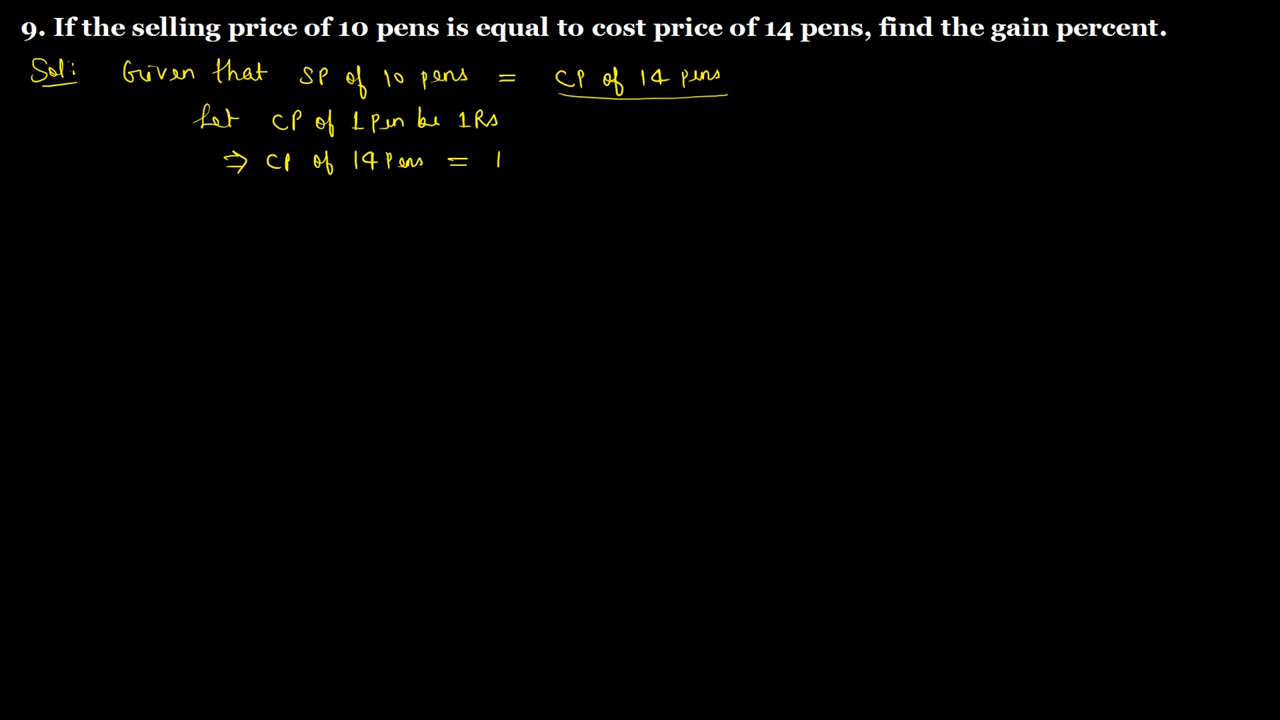 9. If the selling price of 10 pens is equal to cost price of 14 pens, find the gain percent.
Sol: Given that SP of 10 pens = CP of 14 pens
Let CP of 1 Pen be 1 Rs
⇒ CP of 14 Pens = 1